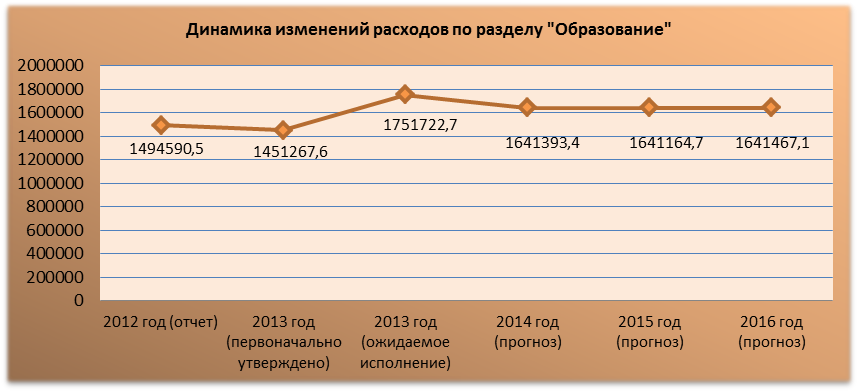 Динамика изменений расходов по разделу "Образование"
2000000
1800000
1600000
1400000
1200000
1000000
800000
600000
400000
200000
0
1494590,5
1451267,6
1751722,7
1641393,4
1641164,7
1641467,1
2012 год (отчет)
2013 год
(первоначально
утверждено)
2013 год
(ожидаемое
исполнение)
2014 год
(прогноз)
2015 год
(прогноз)
2016 год
(прогноз)